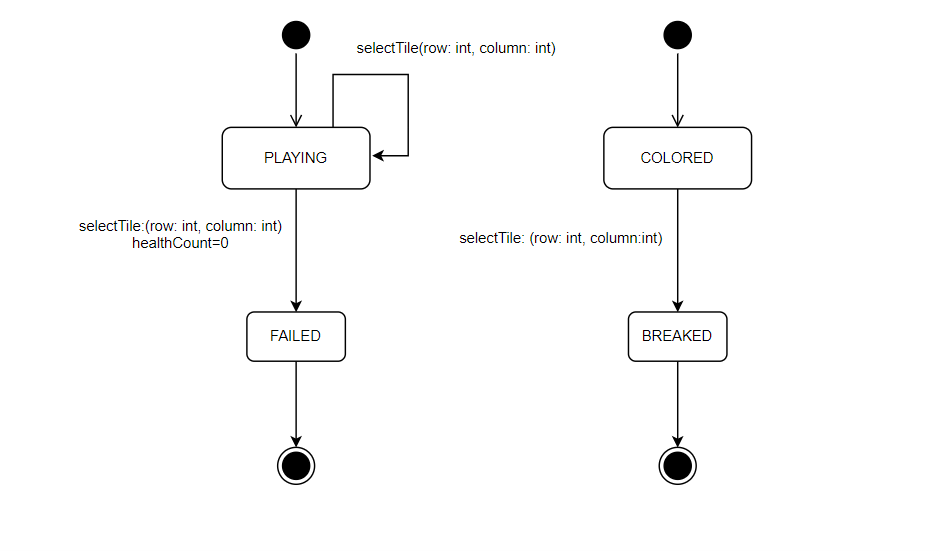 selectTile(row: int, column: int)
PLAYING
COLORED
selectTile:(row: int, column: int)
healthCount=0
selectTile: (row: int, column:int)
FAILED
BREAKED